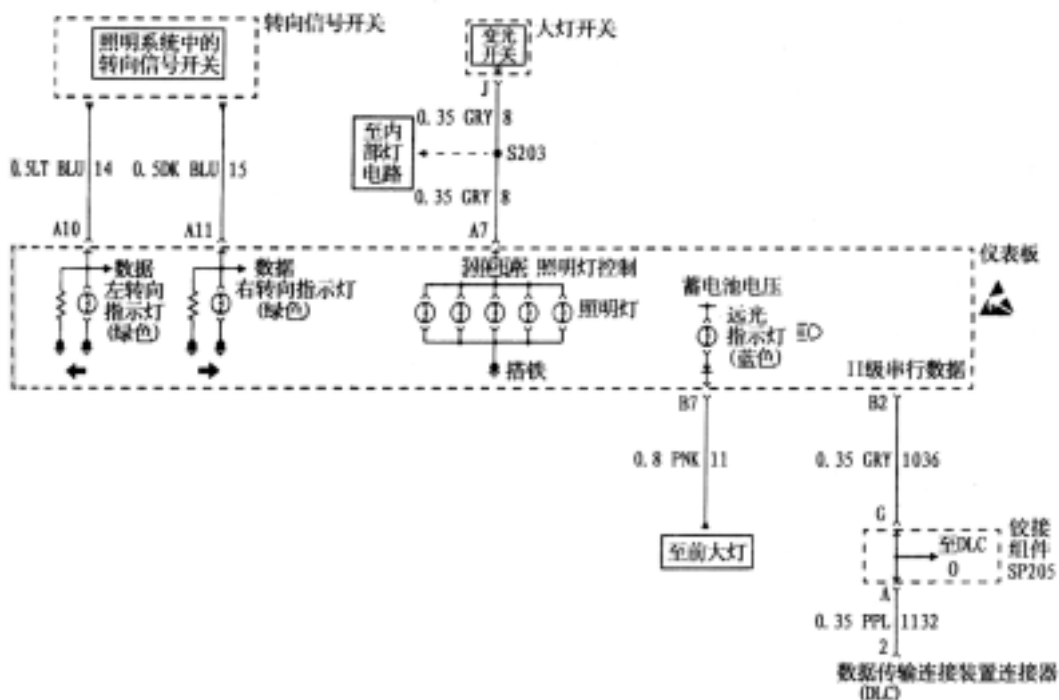 转向信号开关
照明系统中的
转向信号开关
变光
开关
大灯开关
J
0.35 GRY 8
至内
部灯
电路
S203
0.5LT BLU 14
0.5DK BLU 15
0.35 GRY 8
A10
A11
A7
仪表板
数据
左转向
指示灯
(绿色)
数据
右转向指示灯
(绿色)
照明灯控制
照明灯
搭铁
蓄电池电压
远光
指示灯
(蓝色)
II级串行数据
B7
B2
0.8 PNK 11
0.35 GRY 1036
G
至前大灯
至DLC
0
铰接
组件
SP205
A
0.35 PPL 1132
2
数据传输连接装置连接器
(DLC)